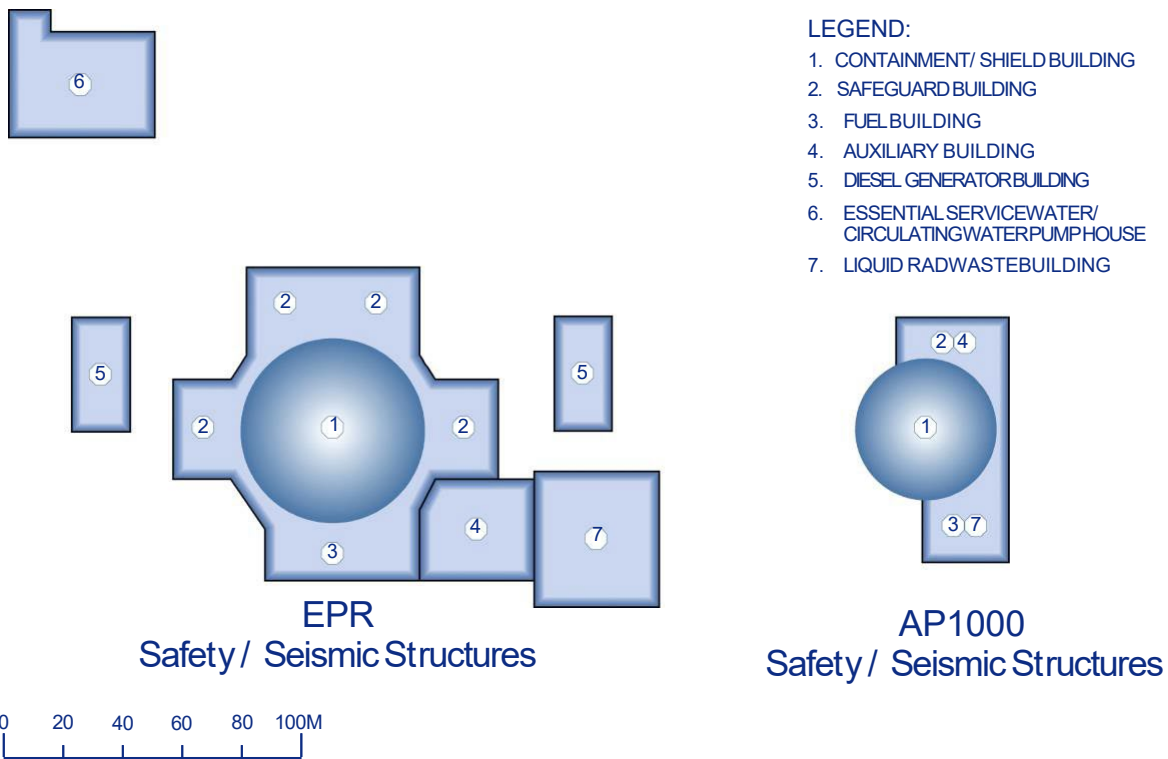 LEGEND:
1. CONTAINMENT/ SHIELD BUILDING
2. SAFEGUARD BUILDING
3. FUEL BUILDING
4. AUXILIARY BUILDING
5. DIESEL GENERATOR BUILDING
6. ESSENTIAL SERVICE WATER/
CIRCULATING WATER PUMPHOUSE
7. LIQUID RADWASTE BUILDING
6
2 2
5
5
2
1
2
4
7
3
2 4
1
3 7
EPR
Safety / Seismic Structures
AP1000
Safety / Seismic Structures
0 20 40 60 80 100M